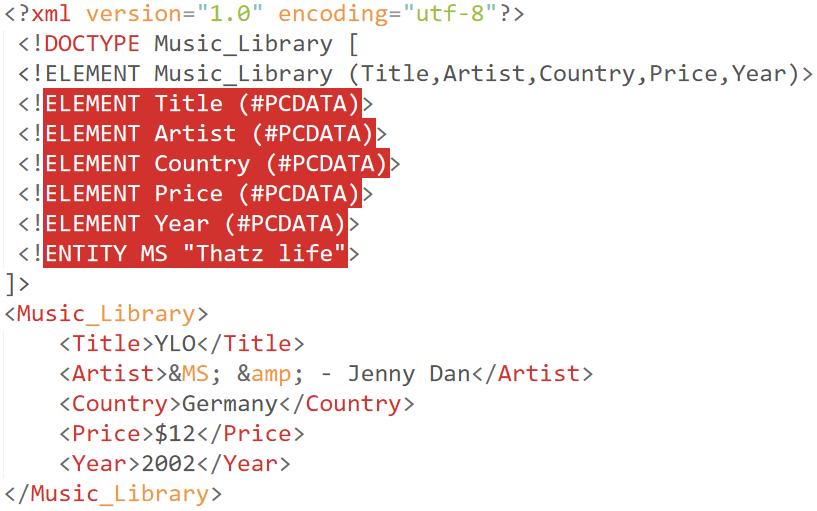 <?xml version="1.0" encoding="utf-8"?>
<!DOCTYPE Music_Library [
<!ELEMENT Music_Library (Title,Artist,Country,Price,Year)>
<!ELEMENT Title (#PCDATA)>
<!ELEMENT Artist (#PCDATA)>
<!ELEMENT Country (#PCDATA)>
<!ELEMENT Price (#PCDATA)>
<!ELEMENT Year (#PCDATA)>
<!ENTITY MS "Thatz life">
]>
<Music_Library>
<Title>YLO</Title>
<Artist>&MS; &amp; - Jenny Dan</Artist>
<Country>Germany</Country>
<Price>$12</Price>
<Year>2002</Year>
</Music_Library>